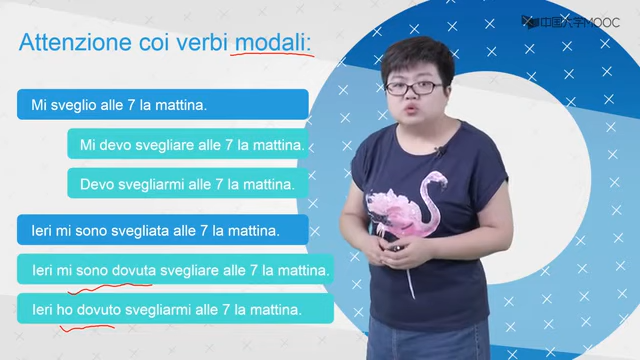 中国大学MOOC
Attenzione coi verbi modali:
Mi sveglio alle 7 la mattina.
Mi devo svegliare alle 7 la mattina.
Devo svegliarmi alle 7 la mattina.
Ieri mi sono svegliata alle 7 la mattina.
Ieri mi sono dovuta svegliare alle 7 la mattina.
Ieri ho dovuto svegliarmi alle 7 la mattina.